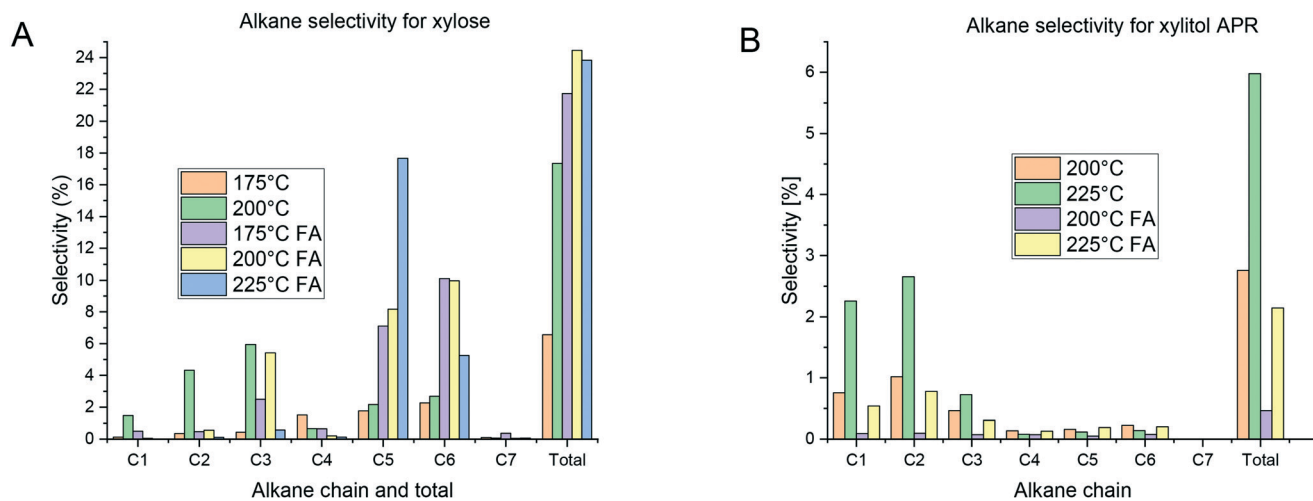 A
Alkane selectivity for xylose
24
22
20
18
16
14
12
10
8
6
4
2
0
Selectivity (%)
175°C
200°C
175°C FA
200°C FA
225°C FA
C1 C2 C3 C4 C5 C6 C7 Total
Alkane chain and total
B
Alkane selectivity for xylitol APR
6
5
4
3
2
1
0
Selectivity [%]
200°C
225°C
200°C FA
225°C FA
C1 C2 C3 C4 C5 C6 C7 Total
Alkane chain